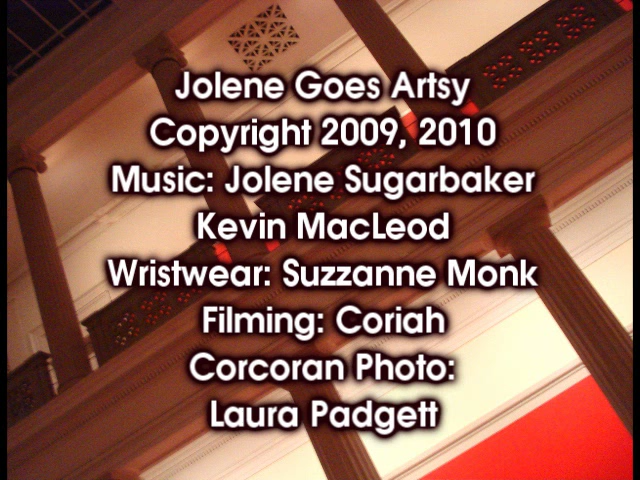 Jolene Goes Artsy
Copyright 2009, 2010
Music: Jolene Sugarbaker
Kevin MacLeod
Wristwear: Suzzanne Monk
Filming: Coriah
Corcoran Photo:
Laura Padgett